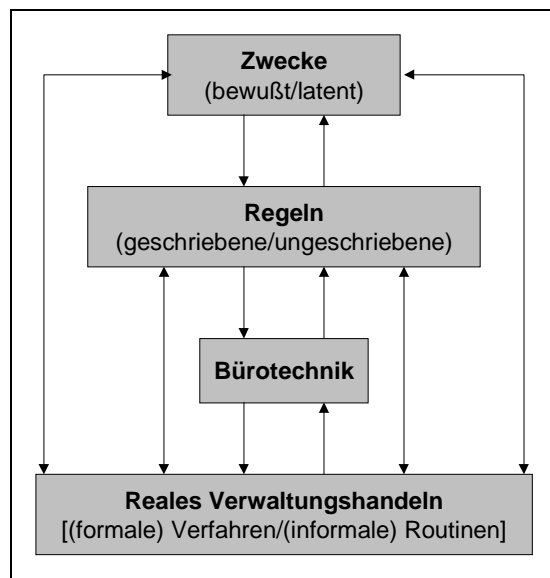 Zwecke
(bewußt/latent)
Regeln
(geschriebene/ungeschriebene)
Bürotechnik
Reales Verwaltungshandeln
[(formale) Verfahren/(informale) Routinen]